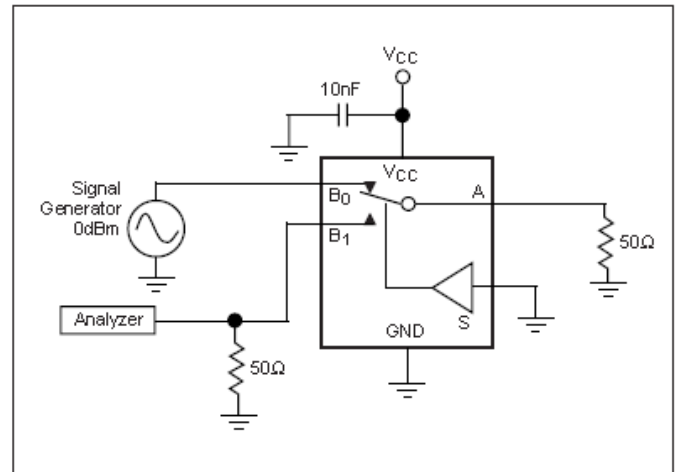 VCC
10nF
VCC
Signal
Generator
0dBm
B0
A
B1
50Ω
Analyzer
S
GND
50Ω